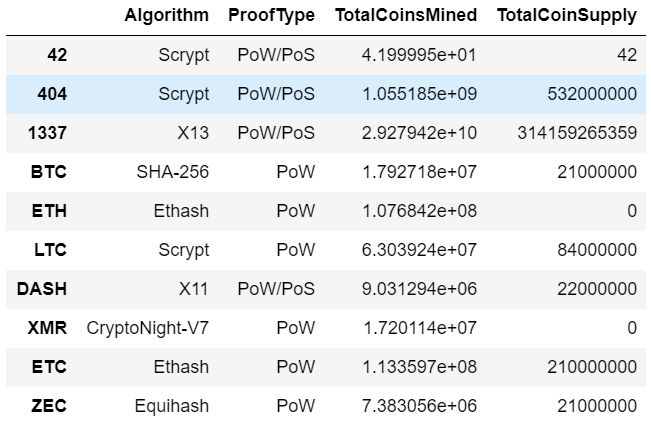 Algorithm ProofType TotalCoinsMined TotalCoinSupply
42 Scrypt PoW/PoS 4.199995e+01 42
404 Scrypt PoW/PoS 1.055185e+09 532000000
1337 X13 PoW/PoS 2.927942e+10 314159265359
BTC SHA-256 PoW 1.792718e+07 21000000
ETH Ethash PoW 1.076842e+08 0
LTC Scrypt PoW 6.303924e+07 84000000
DASH X11 PoW/PoS 9.031294e+06 22000000
XMR CryptoNight-V7 PoW 1.720114e+07 0
ETC Ethash PoW 1.133597e+08 210000000
ZEC Equihash PoW 7.383056e+06 21000000